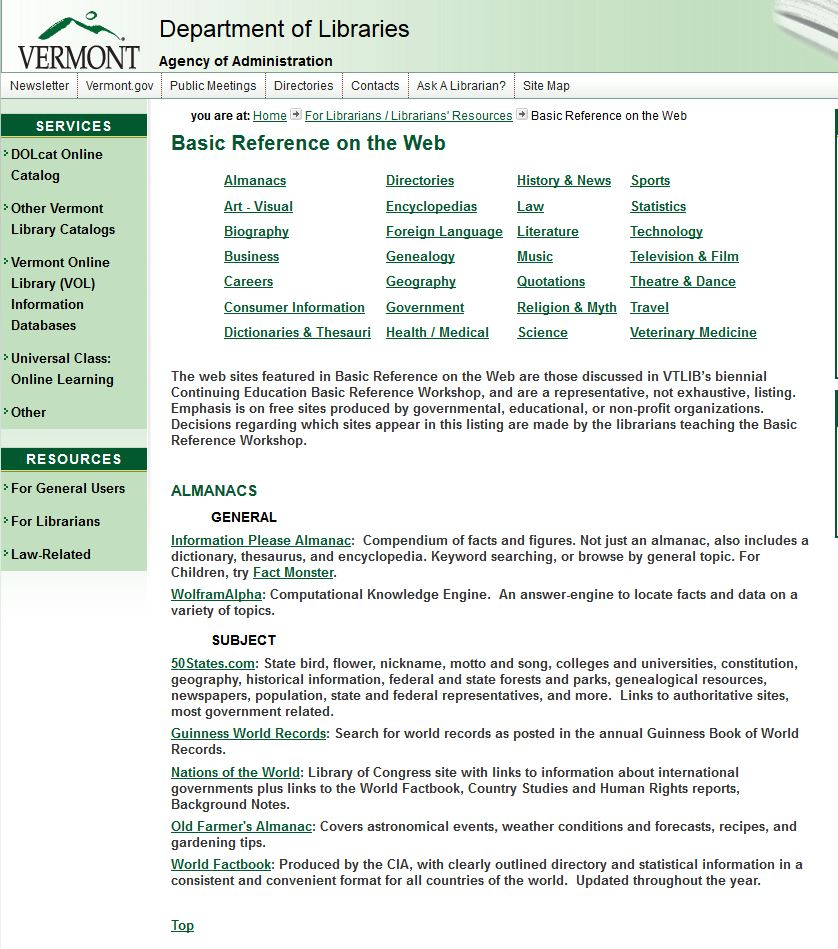 VERMONT
Department of Libraries
Agency of Administration
Newsletter Vermont.gov Public Meetings Directories Contacts Ask A Librarian? Site Map
SERVICES
DOLcat Online
Catalog
Other Vermont
Library Catalogs
Vermont Online
Library (VOL)
Information
Databases
Universal Class:
Online Learning
Other
RESOURCES
For General Users
For Librarians
Law-Related
you are at: Home For Librarians / Librarians' Resources Basic Reference on the Web
Basic Reference on the Web
Almanacs Directories History & News Sports
Art - Visual Encyclopedias Law Statistics
Biography Foreign Language Literature Technology
Business Genealogy Music Television & Film
Careers Geography Quotations Theatre & Dance
Consumer Information Government Religion & Myth Travel
Dictionaries & Thesauri Health / Medical Science Veterinary Medicine
The web sites featured in Basic Reference on the Web are those discussed in VTLIB's biennial
Continuing Education Basic Reference Workshop, and are a representative, not exhaustive, listing.
Emphasis is on free sites produced by governmental, educational, or non-profit organizations.
Decisions regarding which sites appear in this listing are made by the librarians teaching the Basic
Reference Workshop.
ALMANACS
GENERAL
Information Please Almanac: Compendium of facts and figures. Not just an almanac, also includes a
dictionary, thesaurus, and encyclopedia. Keyword searching, or browse by general topic. For
Children, try Fact Monster.
WolframAlpha: Computational Knowledge Engine. An answer-engine to locate facts and data on a
variety of topics.
SUBJECT
50States.com: State bird, flower, nickname, motto and song, colleges and universities, constitution,
geography, historical information, federal and state forests and parks, genealogical resources,
newspapers, population, state and federal representatives, and more. Links to authoritative sites,
most government related.
Guinness World Records: Search for world records as posted in the annual Guinness Book of World
Records.
Nations of the World: Library of Congress site with links to information about international
governments plus links to the World Factbook, Country Studies and Human Rights reports,
Background Notes.
Old Farmer's Almanac: Covers astronomical events, weather conditions and forecasts, recipes, and
gardening tips.
World Factbook: Produced by the CIA, with clearly outlined directory and statistical information in a
consistent and convenient format for all countries of the world. Updated throughout the year.
Top